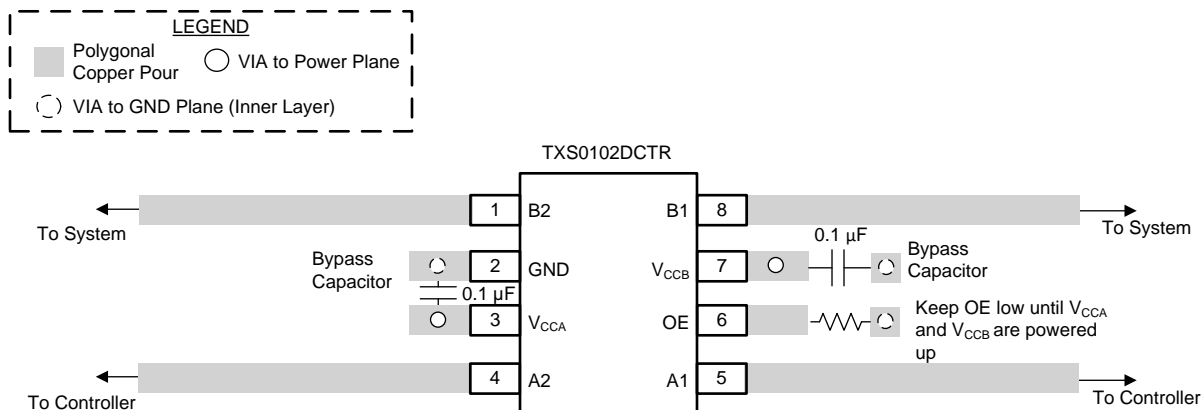 LEGEND
Polygonal
Copper Pour
VIA to Power Plane
VIA to GND Plane (Inner Layer)
TXS0102DCTR
To System
1
B2
B1
8
To System
Bypass
Capacitor
2
GND
0.1 µF
3
VCCA
VCCB
7
0.1 µF
Bypass
Capacitor
OE
6
Keep OE low until VCCA
and VCCB are powered
up
To Controller
4
A2
A1
5
To Controller